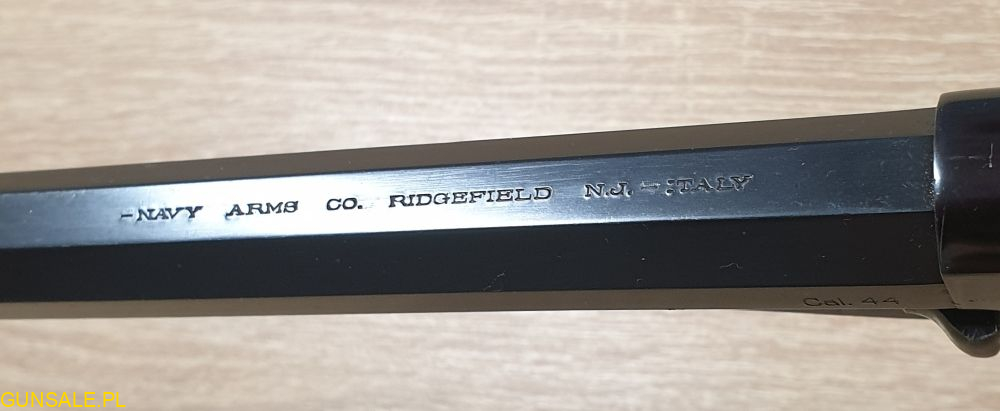 -NAVY ARMS CO. RIDGEFIELD N.J. - ITALY
Cal. 44
GUNSALE.PL